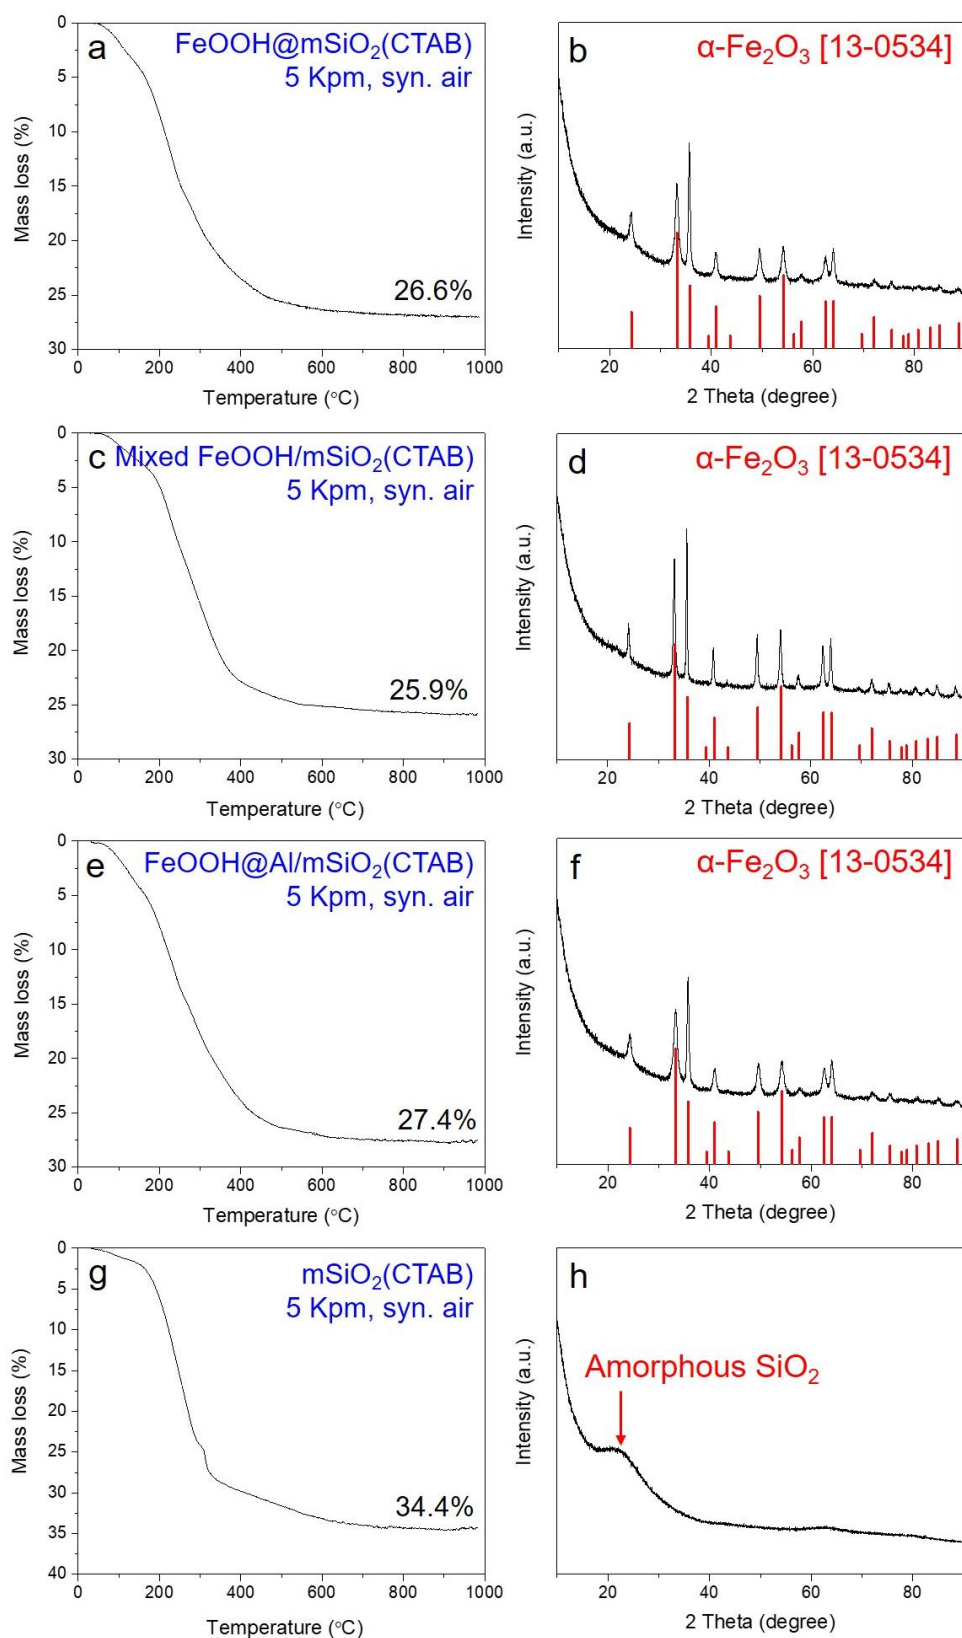 a
FeOOH@mSiO₂(CTAB)
5 Kpm, syn. air
26.6%
0
5
10
15
20
25
30
Mass loss (%)
0 200 400 600 800 1000
Temperature (°C)
b
α-Fe₂O₃ [13-0534]
Intensity (a.u.)
20 40 60 80
2 Theta (degree)
c Mixed FeOOH/mSiO₂(CTAB)
5 Kpm, syn. air
25.9%
0
5
10
15
20
25
30
Mass loss (%)
0 200 400 600 800 1000
Temperature (°C)
d
α-Fe₂O₃ [13-0534]
Intensity (a.u.)
20 40 60 80
2 Theta (degree)
e
FeOOH@Al/mSiO₂(CTAB)
5 Kpm, syn. air
27.4%
0
5
10
15
20
25
30
Mass loss (%)
0 200 400 600 800 1000
Temperature (°C)
f
α-Fe₂O₃ [13-0534]
Intensity (a.u.)
20 40 60 80
2 Theta (degree)
g
mSiO₂(CTAB)
5 Kpm, syn. air
34.4%
0
5
10
15
20
25
30
35
40
Mass loss (%)
0 200 400 600 800 1000
Temperature (°C)
h
Amorphous SiO₂
Intensity (a.u.)
20 40 60 80
2 Theta (degree)